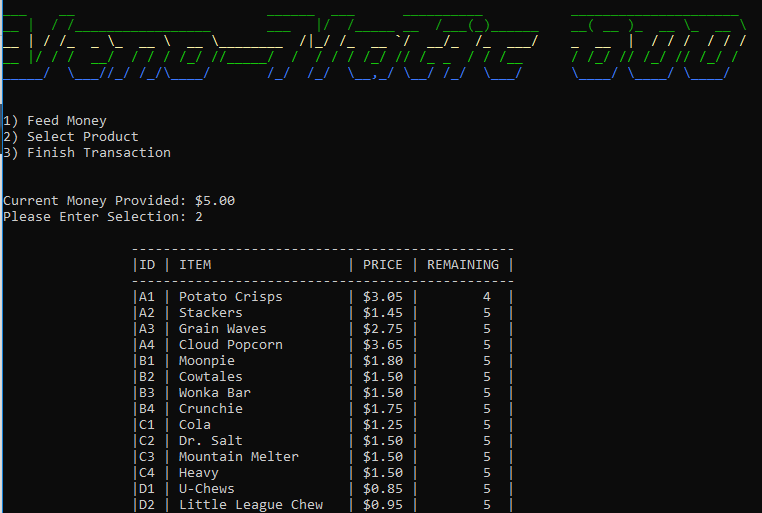 Vendo-Matic 800
1) Feed Money
2) Select Product
3) Finish Transaction
Current Money Provided: $5.00
Please Enter Selection: 2
|ID | ITEM | PRICE | REMAINING |
|A1 | Potato Crisps | $3.05 | 4 |
|A2 | Stackers | $1.45 | 5 |
|A3 | Grain Waves | $2.75 | 5 |
|A4 | Cloud Popcorn | $3.65 | 5 |
|B1 | Moonpie | $1.80 | 5 |
|B2 | Cowtales | $1.50 | 5 |
|B3 | Wonka Bar | $1.50 | 5 |
|B4 | Crunchie | $1.75 | 5 |
|C1 | Cola | $1.25 | 5 |
|C2 | Dr. Salt | $1.50 | 5 |
|C3 | Mountain Melter | $1.50 | 5 |
|C4 | Heavy | $1.50 | 5 |
|D1 | U-Chews | $0.85 | 5 |
|D2 | Little League Chew | $0.95 | 5 |